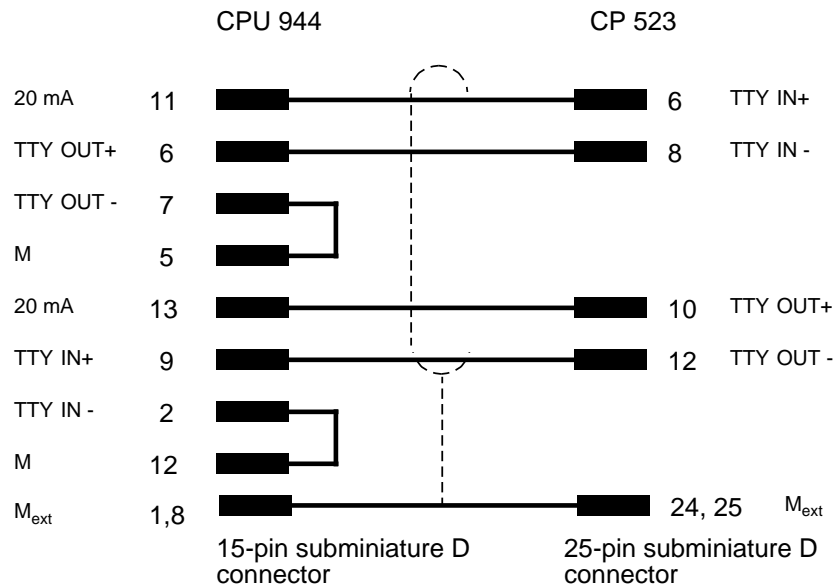 CPU 944 CP 523
20 mA 11 6 TTY IN+
TTY OUT+ 6 8 TTY IN -
TTY OUT - 7
M 5
20 mA 13 10 TTY OUT+
TTY IN+ 9 12 TTY OUT -
TTY IN - 2
M 12
Mext 1,8 24, 25 Mext
15-pin subminiature D 25-pin subminiature D
connector connector